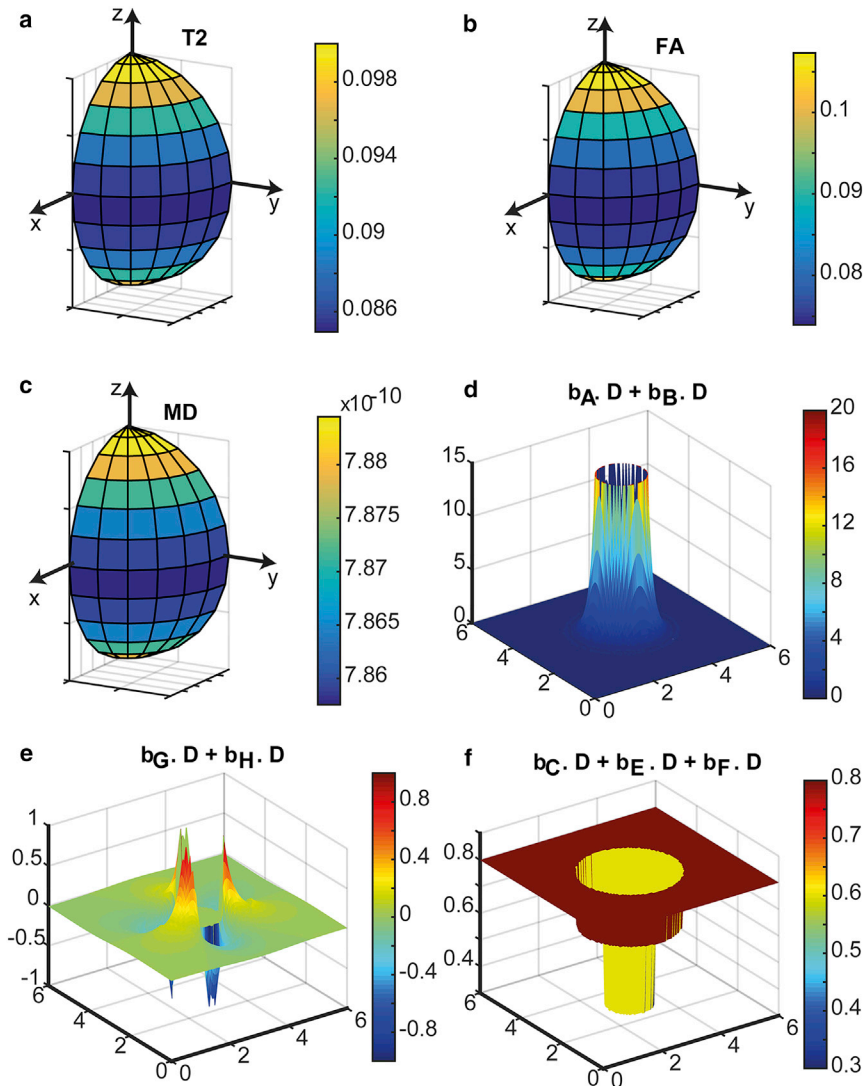 a
T2
z
x
y
0.098
0.094
0.09
0.086
b
FA
z
x
y
0.1
0.09
0.08
c
MD
z
x
y
x10-10
7.88
7.875
7.87
7.865
7.86
d
bA. D + bB. D
15
10
5
0
6
4
2
0
0
2
4
6
20
16
12
8
4
0
e
bG. D + bH. D
1
0.5
0
-0.5
-1
6
4
2
0
0
2
4
6
0.8
0.4
0
-0.4
-0.8
f
bC. D + bE. D + bF. D
0.8
0.6
0.4
6
4
2
0
0
2
4
6
0.8
0.7
0.6
0.5
0.4
0.3